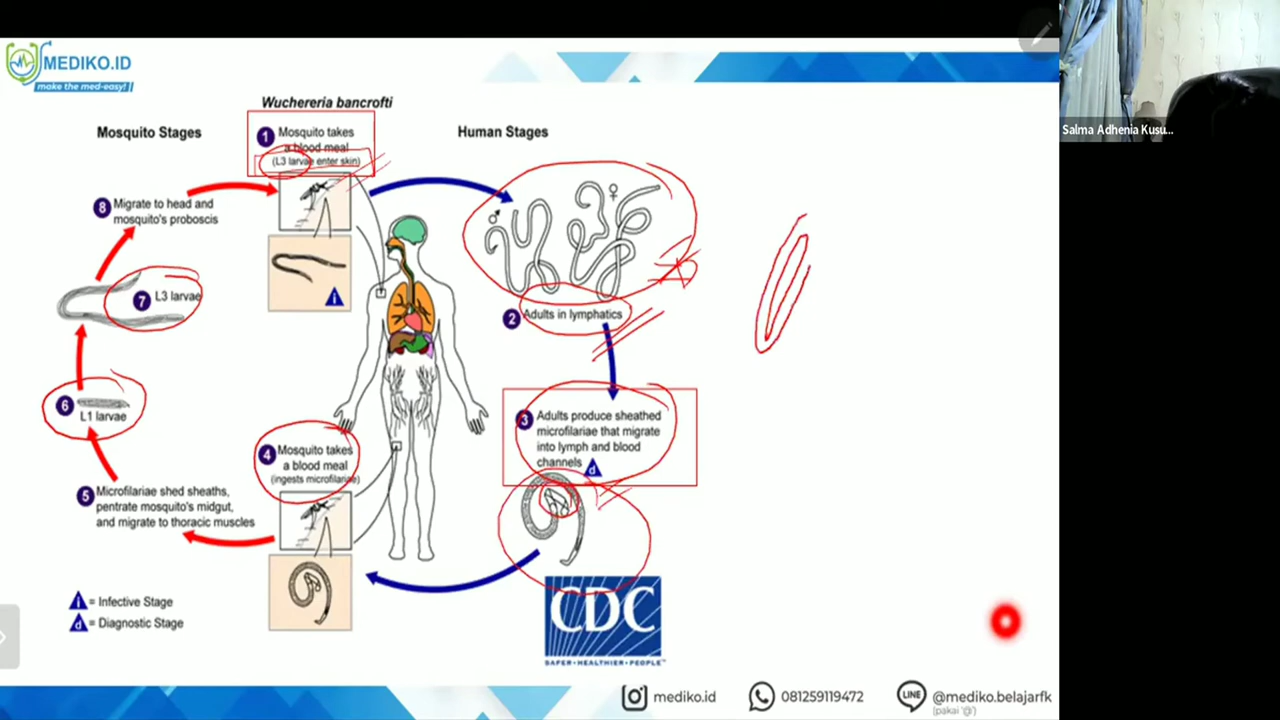 MEDIKO.ID
make the med-easy!
Wuchereria bancrofti
Mosquito Stages
Human Stages
1
Mosquito takes
a blood meal
(L3 larvae enter skin)
8
Migrate to head and
mosquito's proboscis
i
7
L3 larvae
2
Adults in lymphatics
6
L1 larvae
3
Adults produce sheathed
microfilariae that migrate
into lymph and blood
channels
d
4
Mosquito takes
a blood meal
(ingests microfilariae)
5
Microfilariae shed sheaths,
pentrate mosquito's midgut,
and migrate to thoracic muscles
i = Infective Stage
d = Diagnostic Stage
CDC
SAFER•HEALTHIER•PEOPLE™
mediko.id
081259119472
LINE
@mediko.belajarfk
(pakai '@')
Salma Adhenia Kusu...